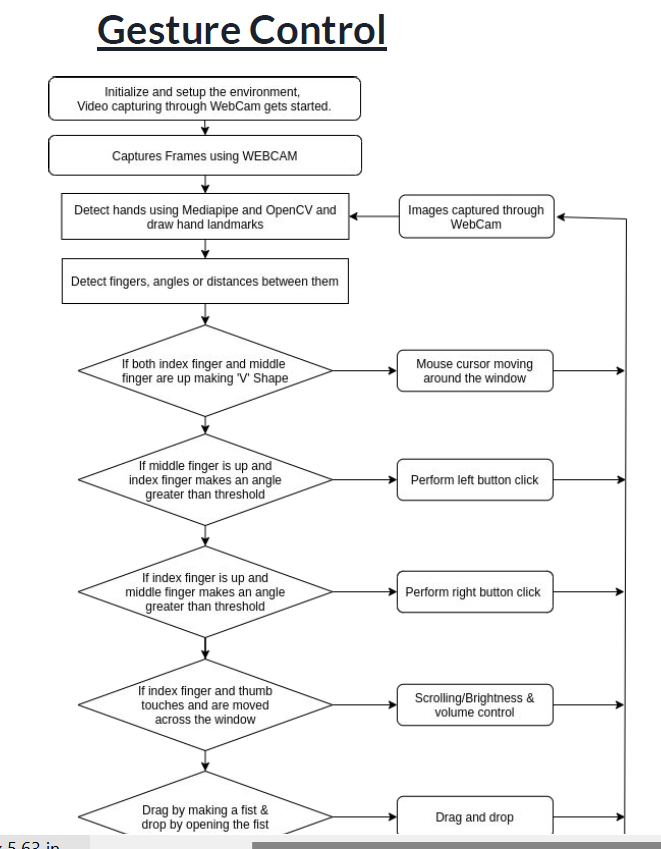 Gesture Control
Initialize and setup the environment,
Video capturing through WebCam gets started.
Captures Frames using WEBCAM
Detect hands using Mediapipe and OpenCV and
draw hand landmarks
Images captured through
WebCam
Detect fingers, angles or distances between them
If both index finger and middle
finger are up making 'V' Shape
Mouse cursor moving
around the window
If middle finger is up and
index finger makes an angle
greater than threshold
Perform left button click
If index finger is up and
middle finger makes an angle
greater than threshold
Perform right button click
If index finger and thumb
touches and are moved
across the window
Scrolling/Brightness &
volume control
Drag by making a fist &
drop by opening the fist
Drag and drop
5.63 in